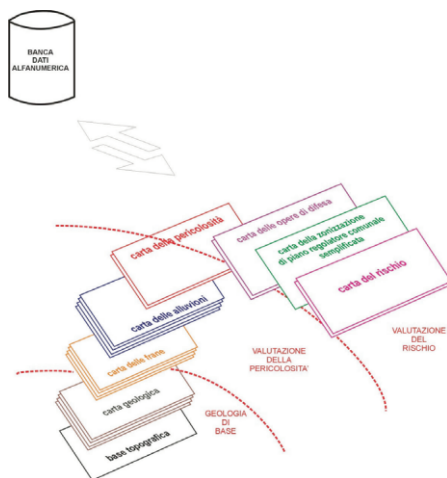 BANCA
DATI
ALFANUMERICA
carta delle pericolosità
carta delle opere di difesa
carta della zonizzazione
di piano regolatore comunale
semplificata
carta del rischio
carta delle alluvioni
carta delle frane
carta geologica
base topografica
VALUTAZIONE
DELLA
PERICOLOSITA'
VALUTAZIONE
DEL
RISCHIO
GEOLOGIA
DI
BASE